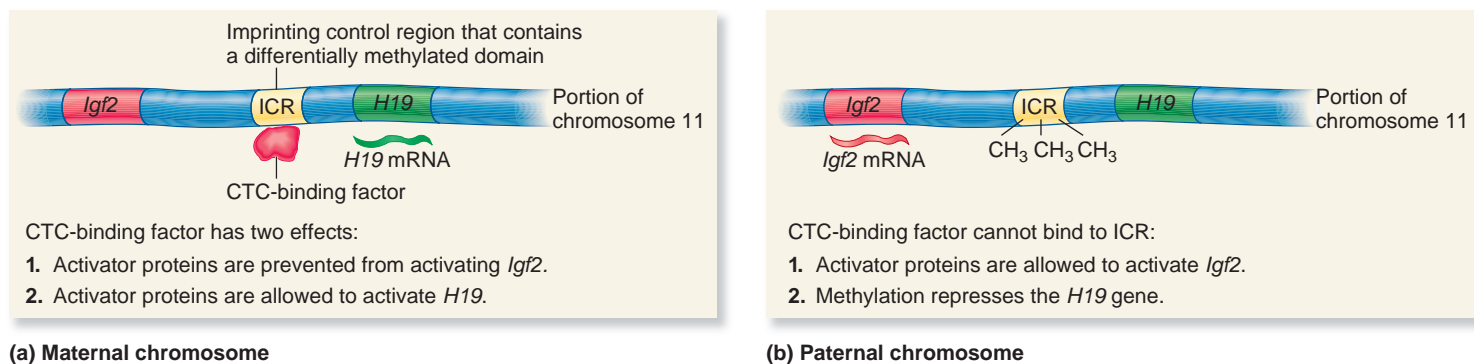 Imprinting control region that contains
a differentially methylated domain
Igf2
ICR
H19
Portion of
chromosome 11
H19 mRNA
CTC-binding factor
CTC-binding factor has two effects:
1. Activator proteins are prevented from activating Igf2.
2. Activator proteins are allowed to activate H19.
(a) Maternal chromosome
Igf2
ICR
H19
Portion of
chromosome 11
Igf2 mRNA
CH₃ CH₃ CH₃
CTC-binding factor cannot bind to ICR:
1. Activator proteins are allowed to activate Igf2.
2. Methylation represses the H19 gene.
(b) Paternal chromosome